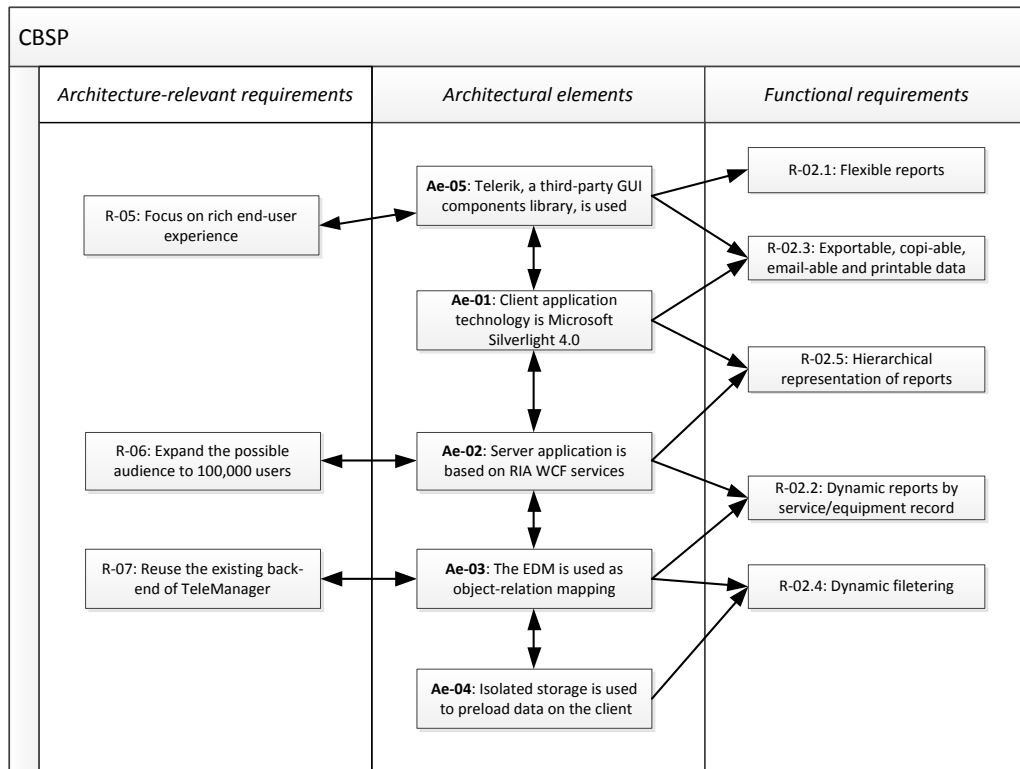 CBSP
Architecture-relevant requirements
Architectural elements
Functional requirements
R-05: Focus on rich end-user
experience
R-06: Expand the possible
audience to 100,000 users
R-07: Reuse the existing back-
end of TeleManager
Ae-05: Telerik, a third-party GUI
components library, is used
Ae-01: Client application
technology is Microsoft
Silverlight 4.0
Ae-02: Server application is
based on RIA WCF services
Ae-03: The EDM is used as
object-relation mapping
Ae-04: Isolated storage is used
to preload data on the client
R-02.1: Flexible reports
R-02.3: Exportable, copi-able,
email-able and printable data
R-02.5: Hierarchical
representation of reports
R-02.2: Dynamic reports by
service/equipment record
R-02.4: Dynamic filetering